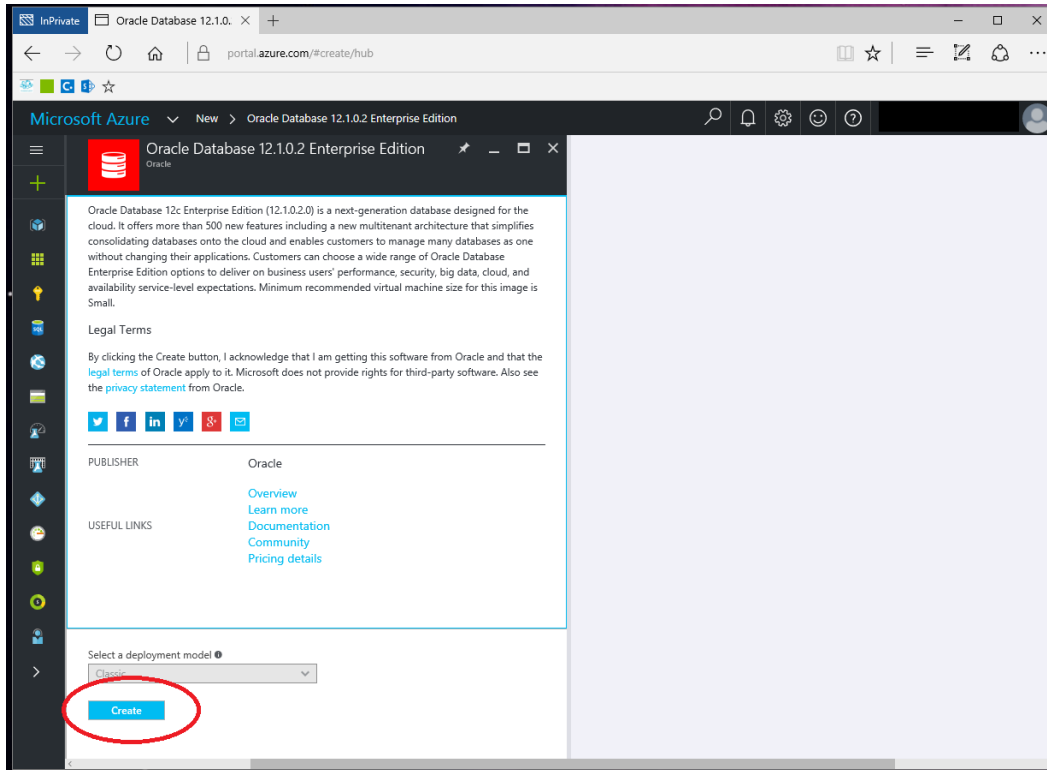 InPrivate
Oracle Database 12.1.0.
portal.azure.com/#create/hub
Microsoft Azure New > Oracle Database 12.1.0.2 Enterprise Edition
Oracle Database 12.1.0.2 Enterprise Edition
Oracle
Oracle Database 12c Enterprise Edition (12.1.0.2.0) is a next-generation database designed for the
cloud. It offers more than 500 new features including a new multitenant architecture that simplifies
consolidating databases onto the cloud and enables customers to manage many databases as one
without changing their applications. Customers can choose a wide range of Oracle Database
Enterprise Edition options to deliver on business users' performance, security, big data, cloud, and
availability service-level expectations. Minimum recommended virtual machine size for this image is
Small.
Legal Terms
By clicking the Create button, I acknowledge that I am getting this software from Oracle and that the
legal terms of Oracle apply to it. Microsoft does not provide rights for third-party software. Also see
the privacy statement from Oracle.
PUBLISHER Oracle
Overview
Learn more
USEFUL LINKS Documentation
Community
Pricing details
Select a deployment model
Classic
Create